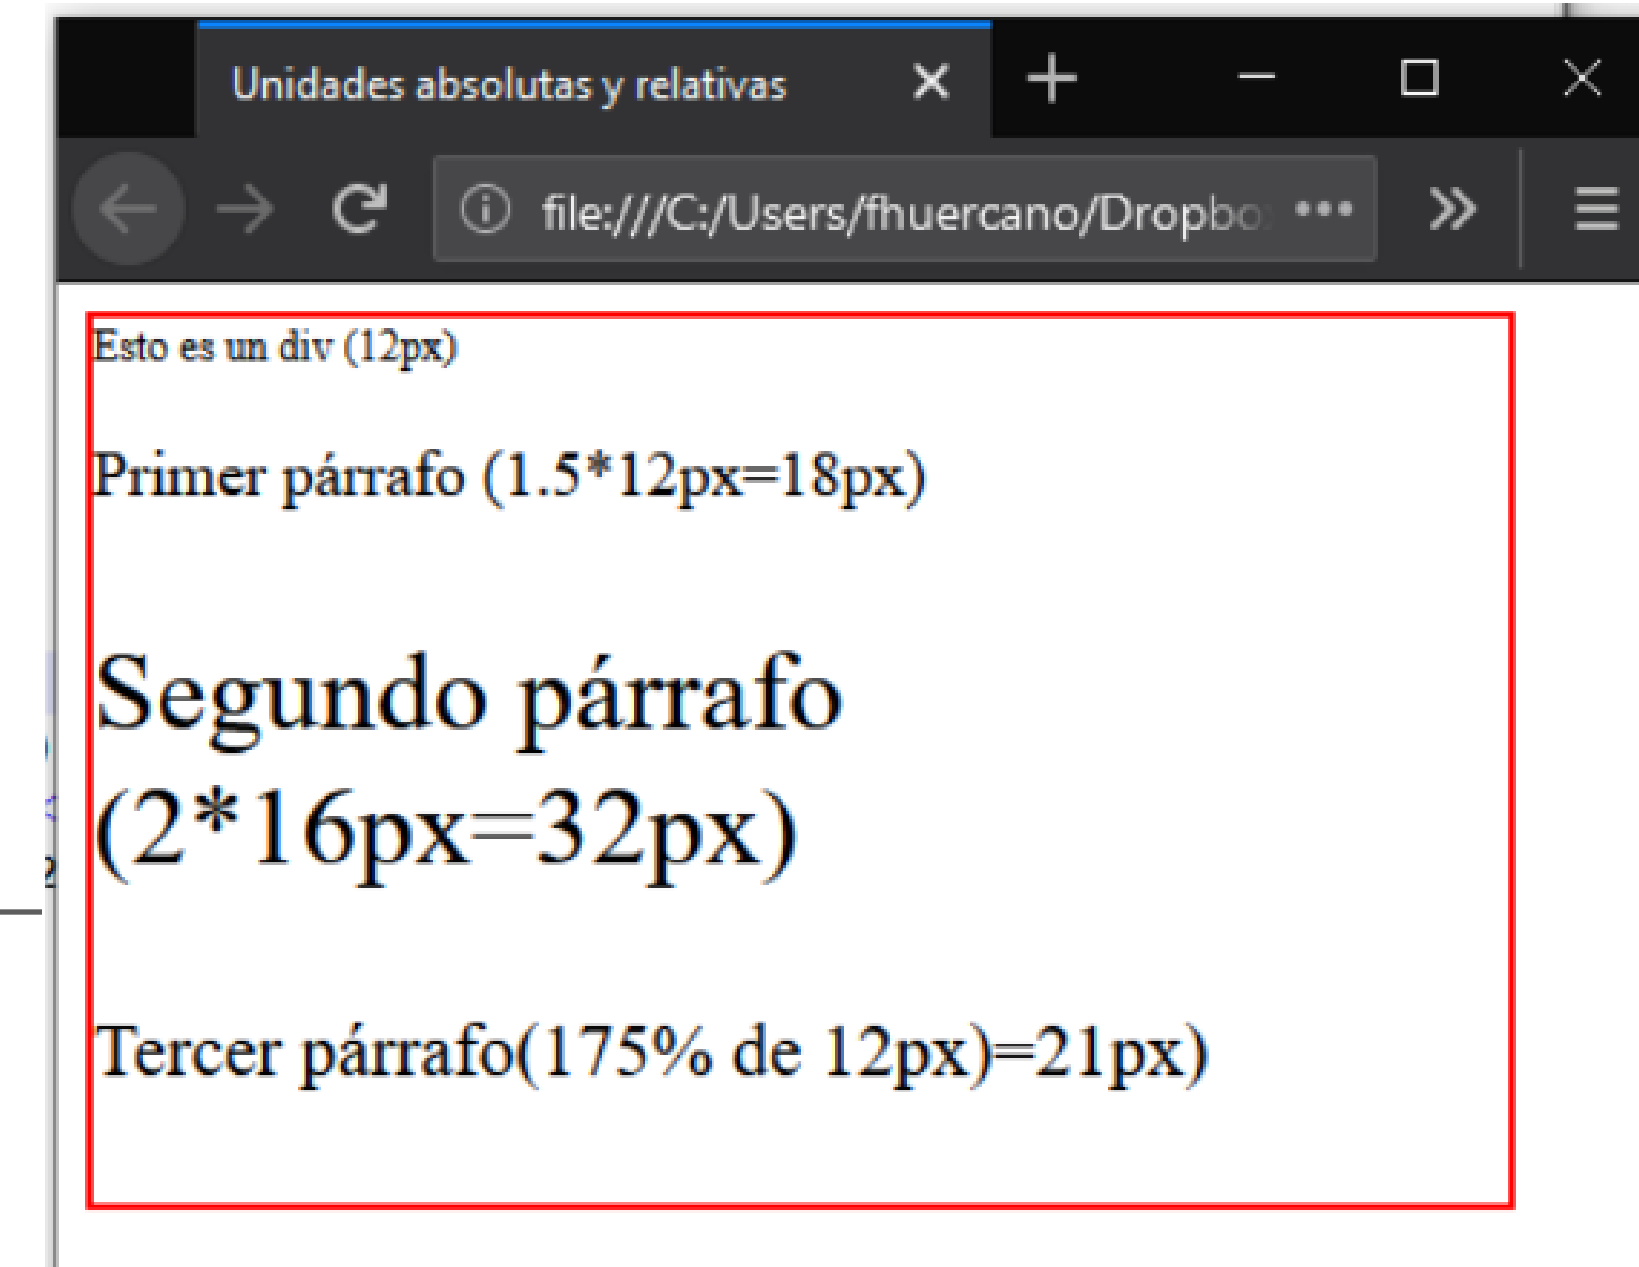 Unidades absolutas y relativas
file:///C:/Users/fhuercano/Dropbo
Esto es un div (12px)
Primer párrafo (1.5*12px=18px)
Segundo párrafo
(2*16px=32px)
Tercer párrafo(175% de 12px)=21px)